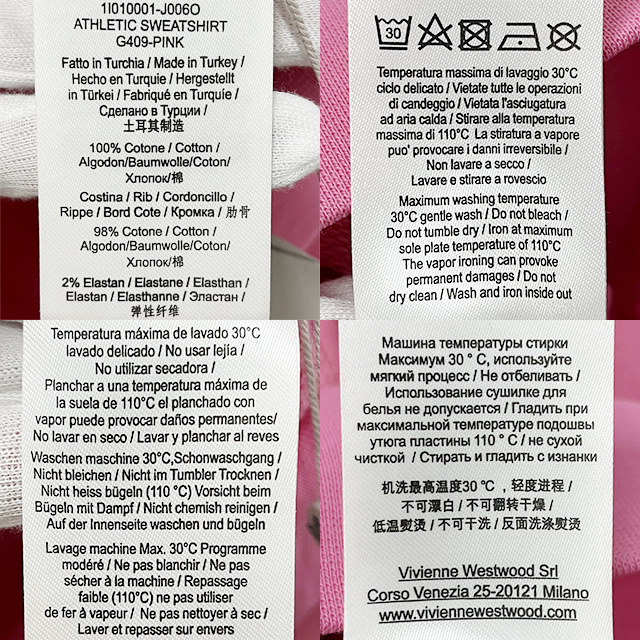 1I010001-J006O
ATHLETIC SWEATSHIRT
G409-PINK
Fatto in Turchia / Made in Turkey /
Hecho en Turquie / Hergestellt
in Türkei / Fabriqué en Turquie /
Сделано в Турции /
土耳其制造
100% Cotone / Cotton /
Algodon/Baumwolle/Coton/
Хлопок/棉
Costina / Rib / Cordoncillo /
Rippe / Bord Cote / Кромка / 肋骨
98% Cotone / Cotton /
Algodon/Baumwolle/Coton/
Хлопок/棉
2% Elastan / Elastane / Elasthan /
Elastan / Elasthanne / Эластан /
弹性纤维
30
Temperatura massima di lavaggio 30°C
ciclo delicato / Vietate tutte le operazioni
di candeggio / Vietata l'asciugatura
ad aria calda / Stirare alla temperatura
massima di 110°C La stiratura a vapore
puo' provocare i danni irreversibile /
Non lavare a secco /
Lavare e stirare a rovescio
Maximum washing temperature
30°C gentle wash / Do not bleach /
Do not tumble dry / Iron at maximum
sole plate temperature of 110°C
The vapor ironing can provoke
permanent damages / Do not
dry clean / Wash and iron inside out
Temperatura máxima de lavado 30°C
lavado delicado / No usar lejía /
No utilizar secadora /
Planchar a una temperatura máxima de
la suela de 110°C el planchado con
vapor puede provocar daños permanentes/
No lavar en seco / Lavar y planchar al reves
Waschen maschine 30°C,Schonwaschgang /
Nicht bleichen / Nicht im Tumbler Trocknen /
Nicht heiss bügeln (110 °C) Vorsicht beim
Bügeln mit Dampf / Nicht chemish reinigen /
Auf der Innenseite waschen und bügeln
Lavage machine Max. 30°C Programme
modéré / Ne pas blanchir / Ne pas
sécher à la machine / Repassage
faible (110°C) ne pas utiliser
de fer à vapeur / Ne pas nettoyer à sec /
Laver et repasser sur envers
Машина температуры стирки
Максимум 30 ° C, используйте
мягкий процесс / Не отбеливать /
Использование сушилке для
белья не допускается / Гладить при
максимальной температуре подошвы
утюга пластины 110 ° C / не сухой
чисткой / Стирать и гладить с изнанки
机洗最高温度30℃，轻度进程 /
不可漂白 / 不可翻转干燥 /
低温熨烫 / 不可干洗 / 反面洗涤熨烫
Vivienne Westwood Srl
Corso Venezia 25-20121 Milano
www.viviennewestwood.com